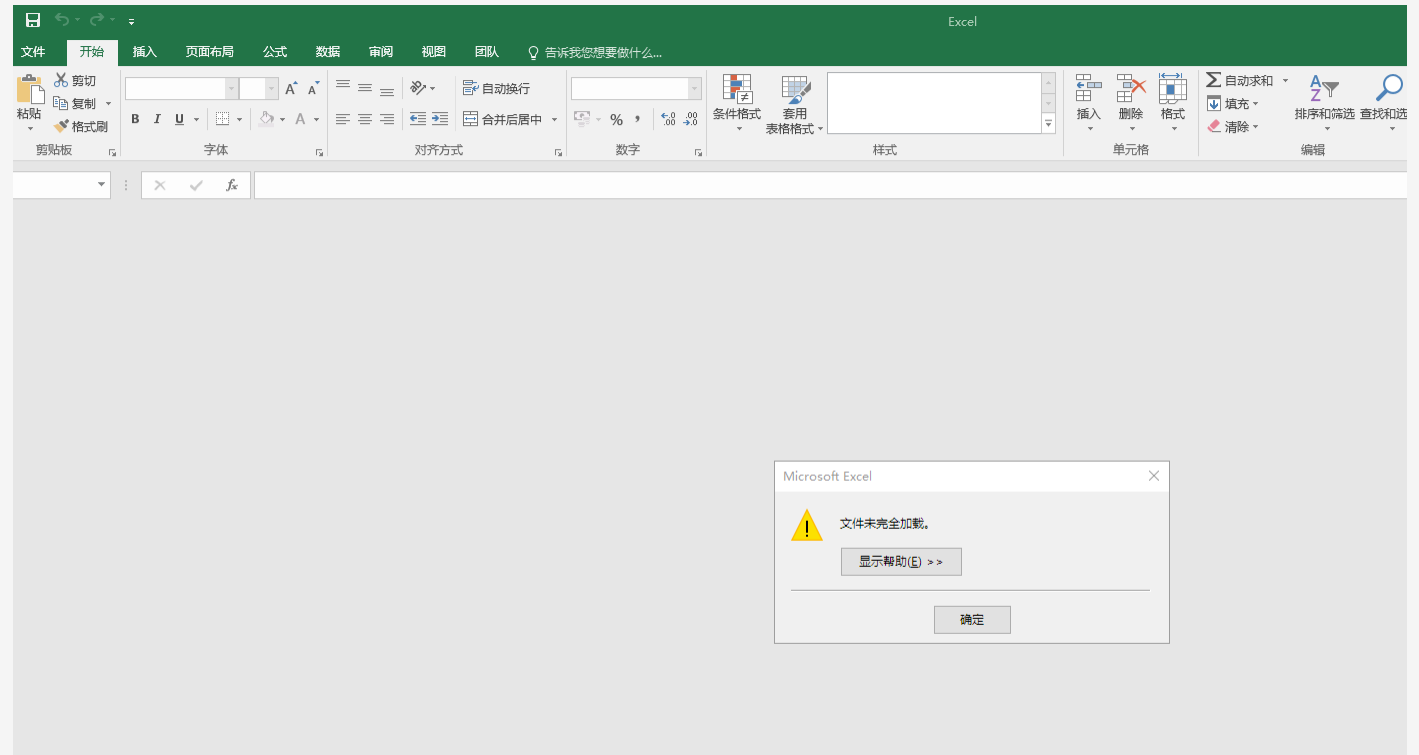 Excel
文件 开始 插入 页面布局 公式 数据 审阅 视图 团队 告诉我您想要做什么...
粘贴
剪切
复制
格式刷
剪贴板
B I U
字体
自动换行
合并后居中
对齐方式
%
数字
条件格式
套用
表格格式
样式
插入
删除
格式
单元格
自动求和
填充
清除
排序和筛选
查找和选
编辑
fx
Microsoft Excel
文件未完全加载。
显示帮助(E) >>
确定